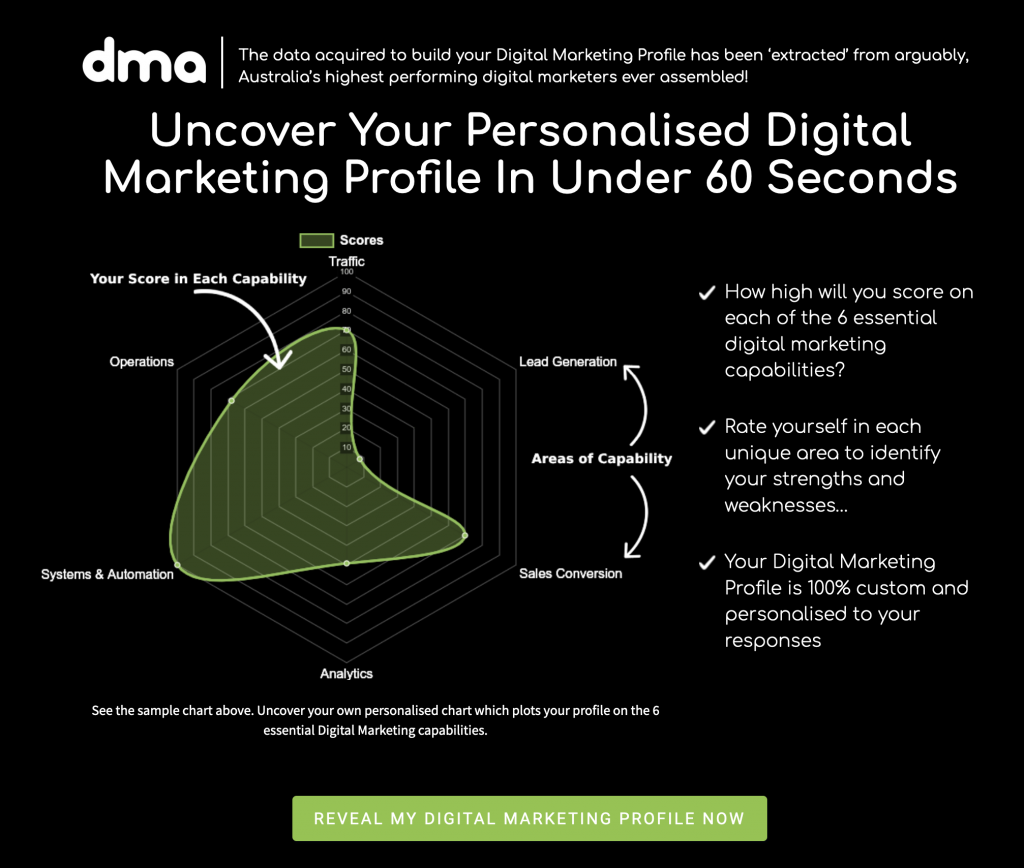 dma
The data acquired to build your Digital Marketing Profile has been ‘extracted’ from arguably,
Australia’s highest performing digital marketers ever assembled!
Uncover Your Personalised Digital
Marketing Profile In Under 60 Seconds
Scores
Traffic
100
90
80
70
60
50
40
30
20
10
Your Score in Each Capability
Operations
Lead Generation
Areas of Capability
Systems & Automation
Sales Conversion
Analytics
See the sample chart above. Uncover your own personalised chart which plots your profile on the 6
essential Digital Marketing capabilities.
How high will you score on
each of the 6 essential
digital marketing
capabilities?
Rate yourself in each
unique area to identify
your strengths and
weaknesses...
Your Digital Marketing
Profile is 100% custom and
personalised to your
responses
REVEAL MY DIGITAL MARKETING PROFILE NOW